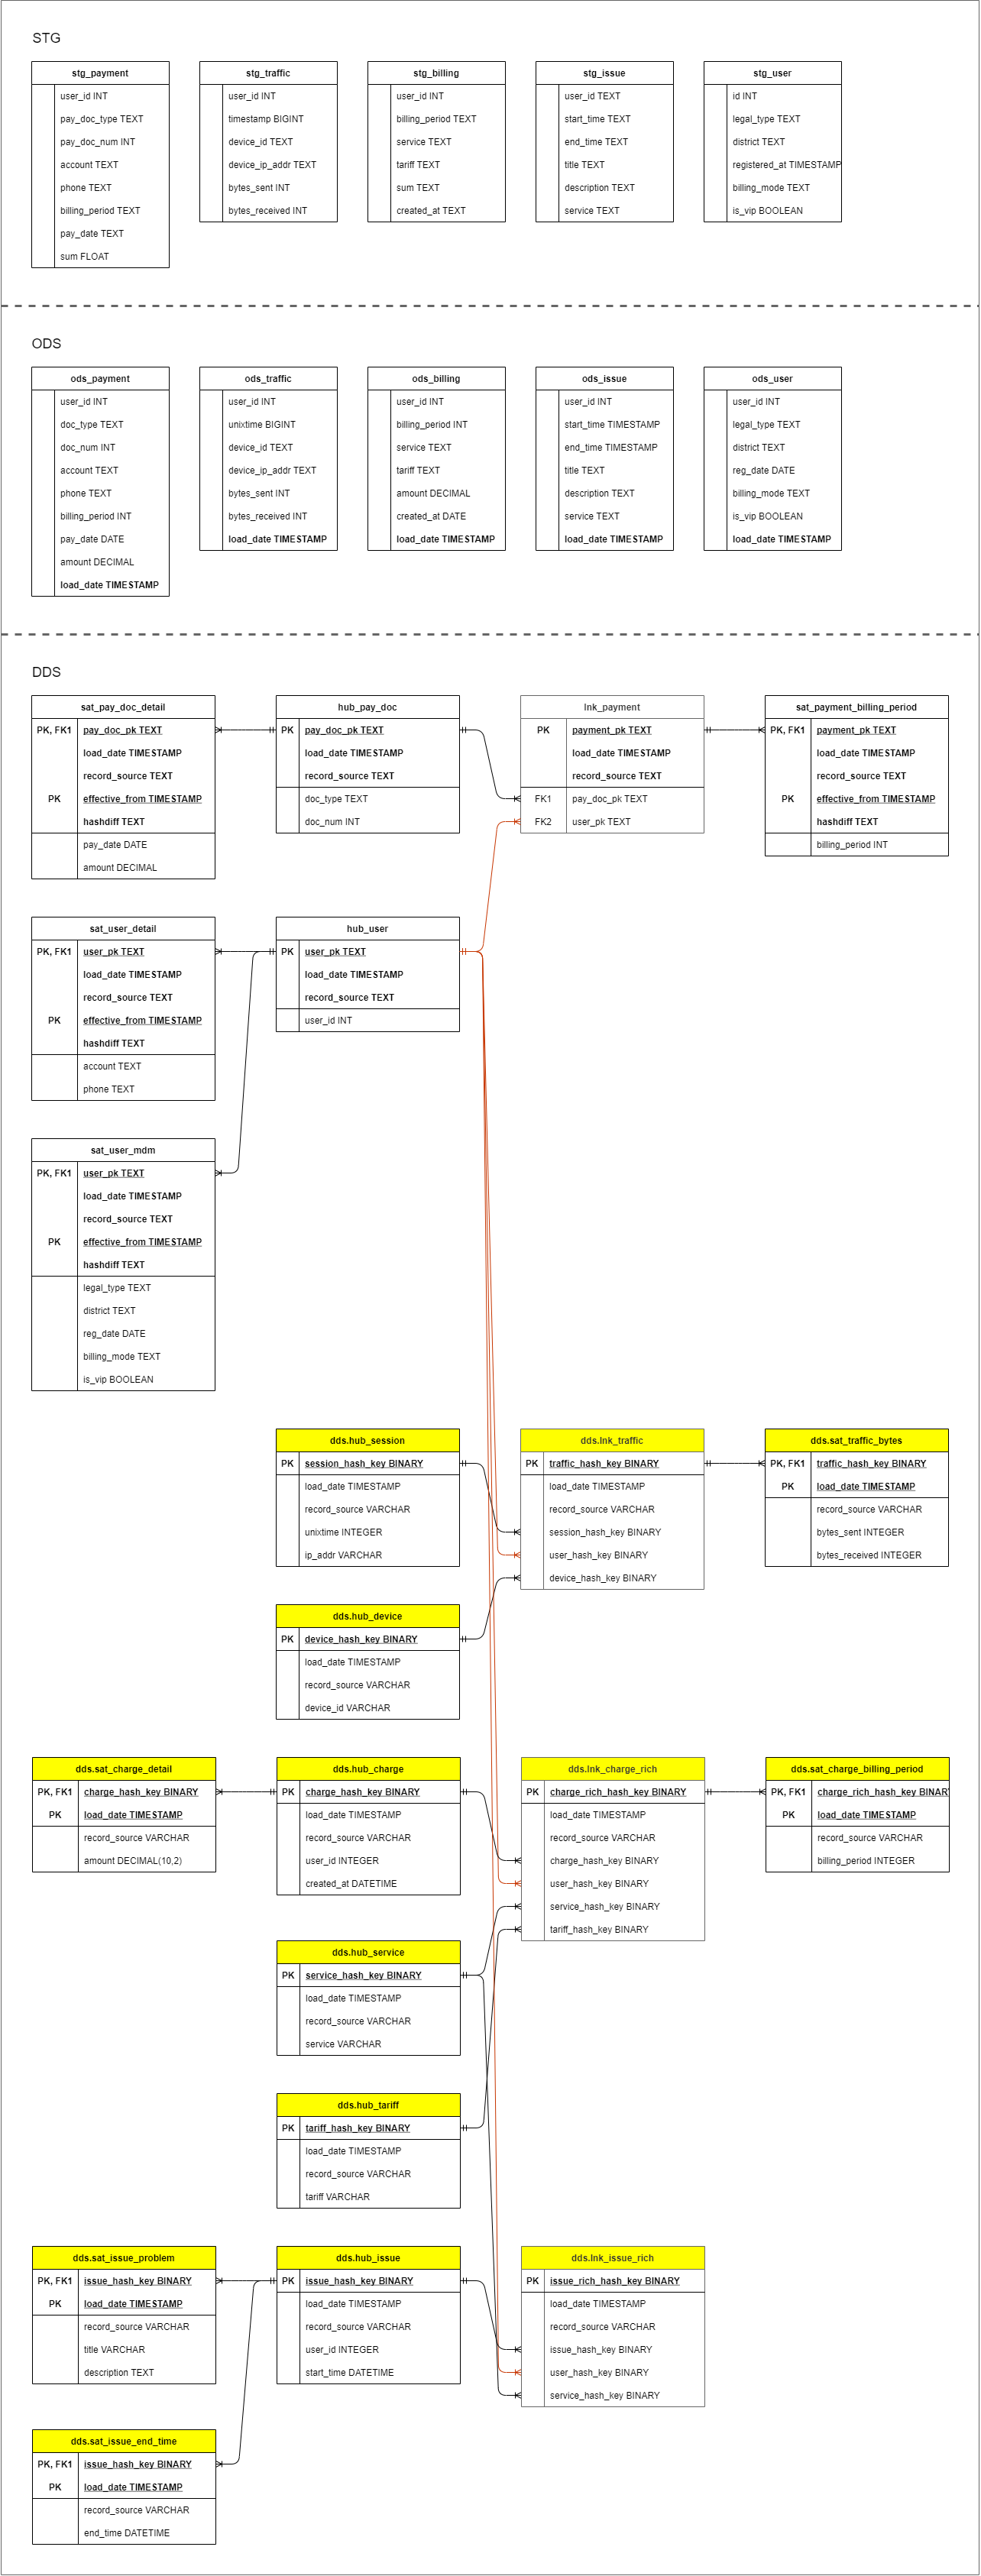 STG
stg_payment
user_id INT
pay_doc_type TEXT
pay_doc_num INT
account TEXT
phone TEXT
billing_period TEXT
pay_date TEXT
sum FLOAT
stg_traffic
user_id INT
timestamp BIGINT
device_id TEXT
device_ip_addr TEXT
bytes_sent INT
bytes_received INT
stg_billing
user_id INT
billing_period TEXT
service TEXT
tariff TEXT
sum TEXT
created_at TEXT
stg_issue
user_id TEXT
start_time TEXT
end_time TEXT
title TEXT
description TEXT
service TEXT
stg_user
id INT
legal_type TEXT
district TEXT
registered_at TIMESTAMP
billing_mode TEXT
is_vip BOOLEAN
ODS
ods_payment
user_id INT
doc_type TEXT
doc_num INT
account TEXT
phone TEXT
billing_period INT
pay_date DATE
amount DECIMAL
load_date TIMESTAMP
ods_traffic
user_id INT
unixtime BIGINT
device_id TEXT
device_ip_addr TEXT
bytes_sent INT
bytes_received INT
load_date TIMESTAMP
ods_billing
user_id INT
billing_period INT
service TEXT
tariff TEXT
amount DECIMAL
created_at DATE
load_date TIMESTAMP
ods_issue
user_id INT
start_time TIMESTAMP
end_time TIMESTAMP
title TEXT
description TEXT
service TEXT
load_date TIMESTAMP
ods_user
user_id INT
legal_type TEXT
district TEXT
reg_date DATE
billing_mode TEXT
is_vip BOOLEAN
load_date TIMESTAMP
DDS
sat_pay_doc_detail
PK, FK1 pay_doc_pk TEXT
load_date TIMESTAMP
record_source TEXT
PK effective_from TIMESTAMP
hashdiff TEXT
pay_date DATE
amount DECIMAL
hub_pay_doc
PK pay_doc_pk TEXT
load_date TIMESTAMP
record_source TEXT
doc_type TEXT
doc_num INT
lnk_payment
PK payment_pk TEXT
load_date TIMESTAMP
record_source TEXT
FK1 pay_doc_pk TEXT
FK2 user_pk TEXT
sat_payment_billing_period
PK, FK1 payment_pk TEXT
load_date TIMESTAMP
record_source TEXT
PK effective_from TIMESTAMP
hashdiff TEXT
billing_period INT
sat_user_detail
PK, FK1 user_pk TEXT
load_date TIMESTAMP
record_source TEXT
PK effective_from TIMESTAMP
hashdiff TEXT
account TEXT
phone TEXT
hub_user
PK user_pk TEXT
load_date TIMESTAMP
record_source TEXT
user_id INT
sat_user_mdm
PK, FK1 user_pk TEXT
load_date TIMESTAMP
record_source TEXT
PK effective_from TIMESTAMP
hashdiff TEXT
legal_type TEXT
district TEXT
reg_date DATE
billing_mode TEXT
is_vip BOOLEAN
dds.hub_session
PK session_hash_key BINARY
load_date TIMESTAMP
record_source VARCHAR
unixtime INTEGER
ip_addr VARCHAR
dds.lnk_traffic
PK traffic_hash_key BINARY
load_date TIMESTAMP
record_source VARCHAR
session_hash_key BINARY
user_hash_key BINARY
device_hash_key BINARY
dds.sat_traffic_bytes
PK, FK1 traffic_hash_key BINARY
PK load_date TIMESTAMP
record_source VARCHAR
bytes_sent INTEGER
bytes_received INTEGER
dds.hub_device
PK device_hash_key BINARY
load_date TIMESTAMP
record_source VARCHAR
device_id VARCHAR
dds.sat_charge_detail
PK, FK1 charge_hash_key BINARY
PK load_date TIMESTAMP
record_source VARCHAR
amount DECIMAL(10,2)
dds.hub_charge
PK charge_hash_key BINARY
load_date TIMESTAMP
record_source VARCHAR
user_id INTEGER
created_at DATETIME
dds.lnk_charge_rich
PK charge_rich_hash_key BINARY
load_date TIMESTAMP
record_source VARCHAR
charge_hash_key BINARY
user_hash_key BINARY
service_hash_key BINARY
tariff_hash_key BINARY
dds.sat_charge_billing_period
PK, FK1 charge_rich_hash_key BINARY
PK load_date TIMESTAMP
record_source VARCHAR
billing_period INTEGER
dds.hub_service
PK service_hash_key BINARY
load_date TIMESTAMP
record_source VARCHAR
service VARCHAR
dds.hub_tariff
PK tariff_hash_key BINARY
load_date TIMESTAMP
record_source VARCHAR
tariff VARCHAR
dds.sat_issue_problem
PK, FK1 issue_hash_key BINARY
PK load_date TIMESTAMP
record_source VARCHAR
title VARCHAR
description TEXT
dds.hub_issue
PK issue_hash_key BINARY
load_date TIMESTAMP
record_source VARCHAR
user_id INTEGER
start_time DATETIME
dds.lnk_issue_rich
PK issue_rich_hash_key BINARY
load_date TIMESTAMP
record_source VARCHAR
issue_hash_key BINARY
user_hash_key BINARY
service_hash_key BINARY
dds.sat_issue_end_time
PK, FK1 issue_hash_key BINARY
PK load_date TIMESTAMP
record_source VARCHAR
end_time DATETIME